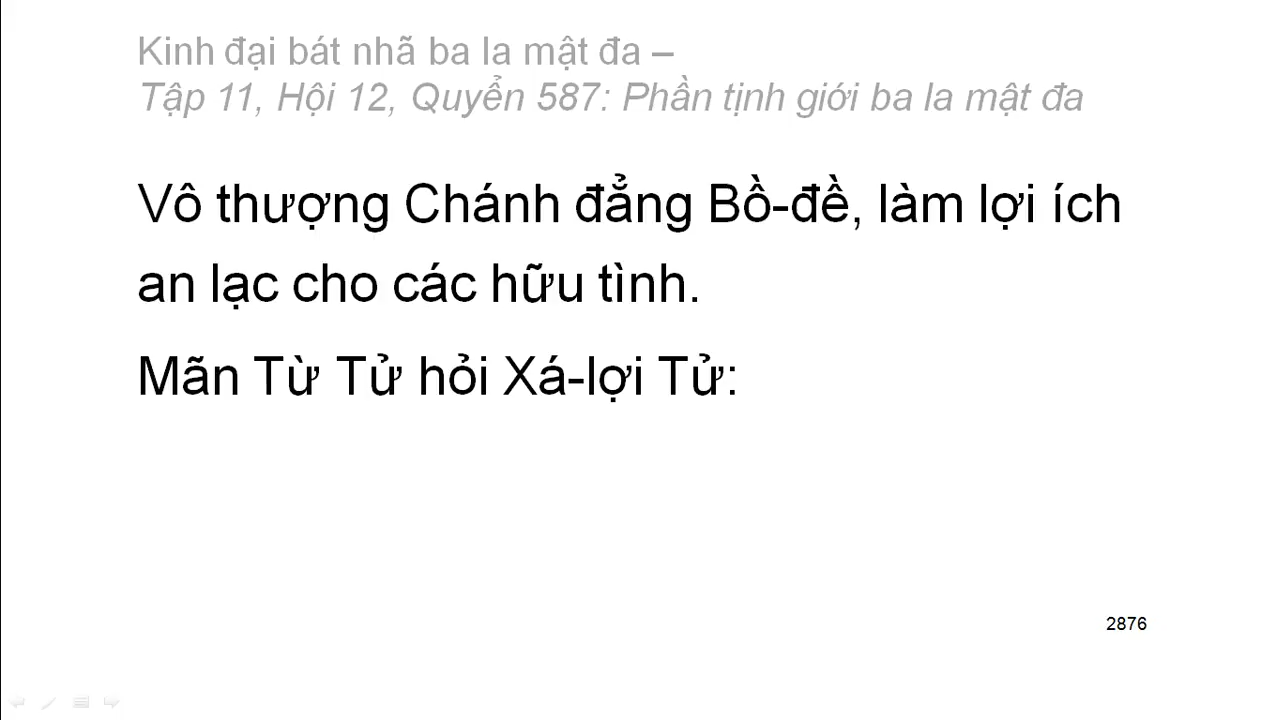 Kinh đại bát nhã ba la mật đa –
Tập 11, Hội 12, Quyển 587: Phần tịnh giới ba la mật đa
Vô thượng Chánh đẳng Bồ-đề, làm lợi ích
an lạc cho các hữu tình.
Mãn Từ Tử hỏi Xá-lợi Tử:
2876